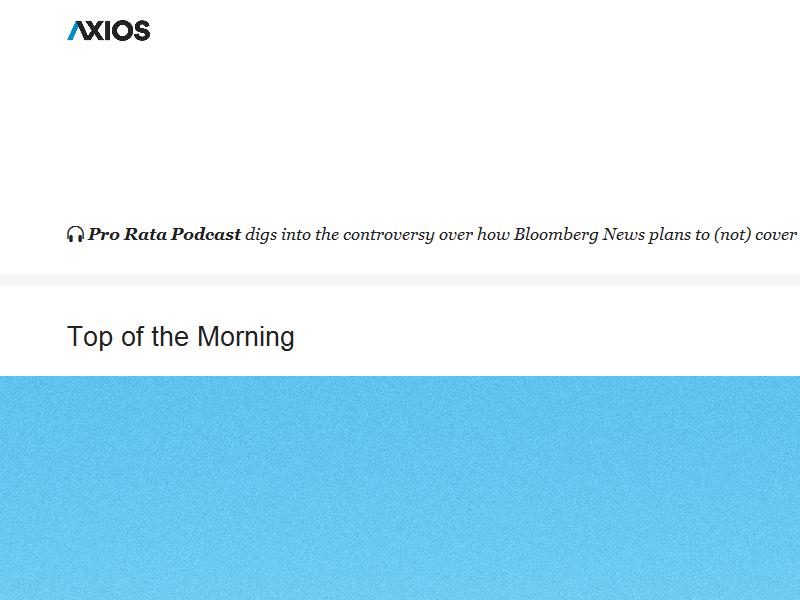 AXIOS
Pro Rata Podcast digs into the controversy over how Bloomberg News plans to (not) cover
Top of the Morning